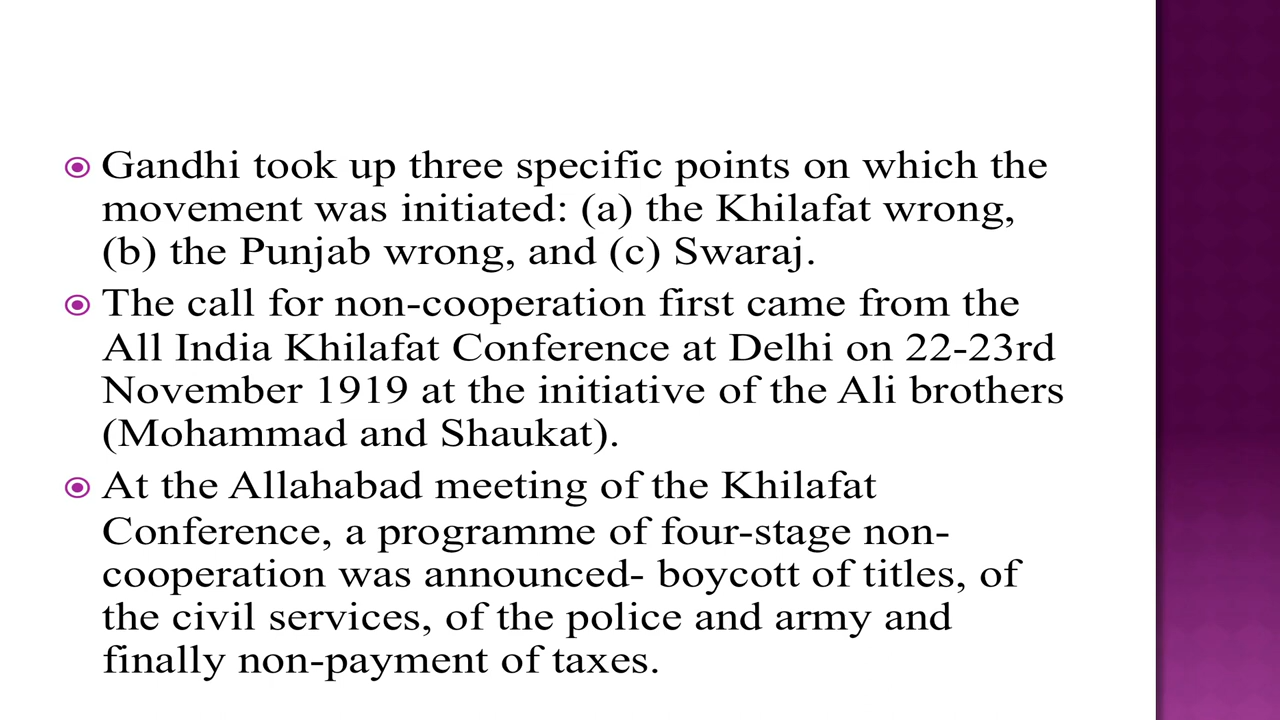 Gandhi took up three specific points on which the
movement was initiated: (a) the Khilafat wrong,
(b) the Punjab wrong, and (c) Swaraj.
The call for non-cooperation first came from the
All India Khilafat Conference at Delhi on 22-23rd
November 1919 at the initiative of the Ali brothers
(Mohammad and Shaukat).
At the Allahabad meeting of the Khilafat
Conference, a programme of four-stage non-
cooperation was announced- boycott of titles, of
the civil services, of the police and army and
finally non-payment of taxes.